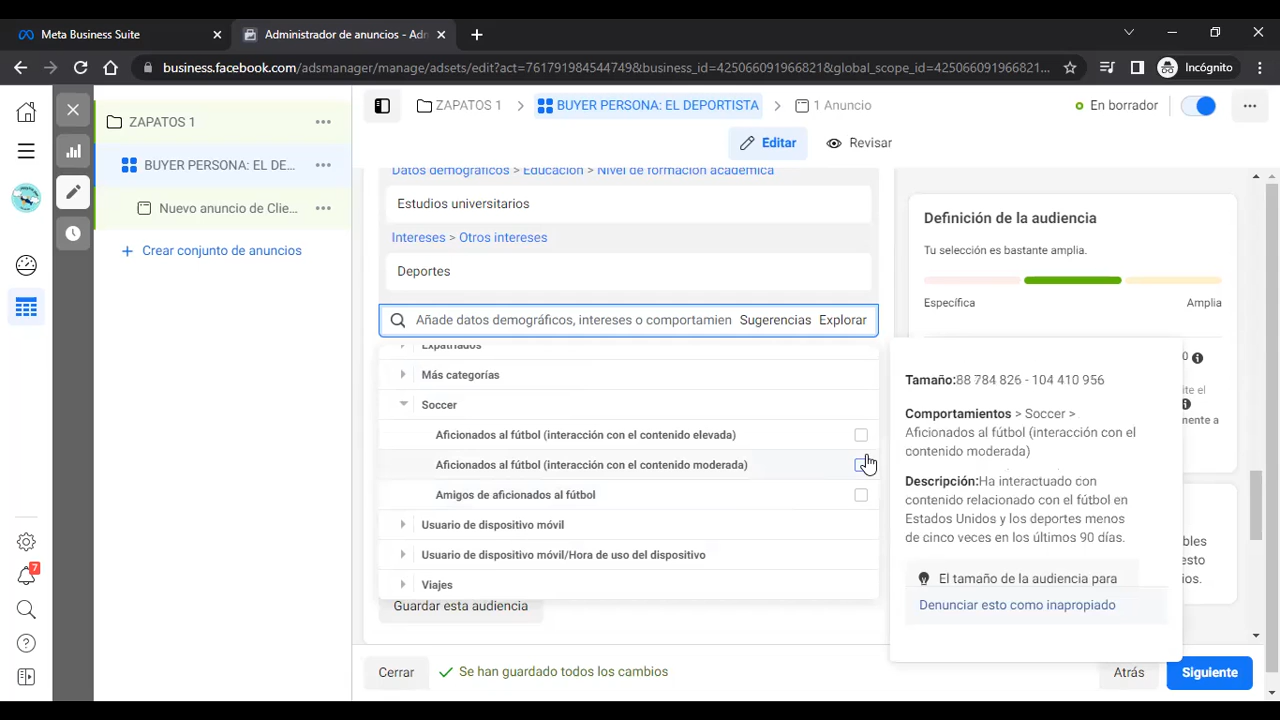 Meta Business Suite
Administrador de anuncios - Adn
business.facebook.com/adsmanager/manage/adsets/edit?act=761791984544749&business_id=425066091966821&global_scope_id=425066091966821...
Incógnito
ZAPATOS 1
BUYER PERSONA: EL DE...
Nuevo anuncio de Clie...
+ Crear conjunto de anuncios
ZAPATOS 1 > BUYER PERSONA: EL DEPORTISTA > 1 Anuncio
En borrador
Editar
Revisar
Datos demográficos > Educación > Nivel de formación académica
Estudios universitarios
Intereses > Otros intereses
Deportes
Añade datos demográficos, intereses o comportamien Sugerencias Explorar
Expatriados
Más categorías
Soccer
Aficionados al fútbol (interacción con el contenido elevada)
Aficionados al fútbol (interacción con el contenido moderada)
Amigos de aficionados al fútbol
Usuario de dispositivo móvil
Usuario de dispositivo móvil/Hora de uso del dispositivo
Viajes
Guardar esta audiencia
Definición de la audiencia
Tu selección es bastante amplia.
Específica
Amplia
0
ite el
mente a
Tamaño:88 784 826 - 104 410 956
Comportamientos > Soccer >
Aficionados al fútbol (interacción con el
contenido moderada)
Descripción:Ha interactuado con
contenido relacionado con el fútbol en
Estados Unidos y los deportes menos
de cinco veces en los últimos 90 días.
El tamaño de la audiencia para
Denunciar esto como inapropiado
bles
esto
ios.
7
Cerrar
Se han guardado todos los cambios
Atrás
Siguiente